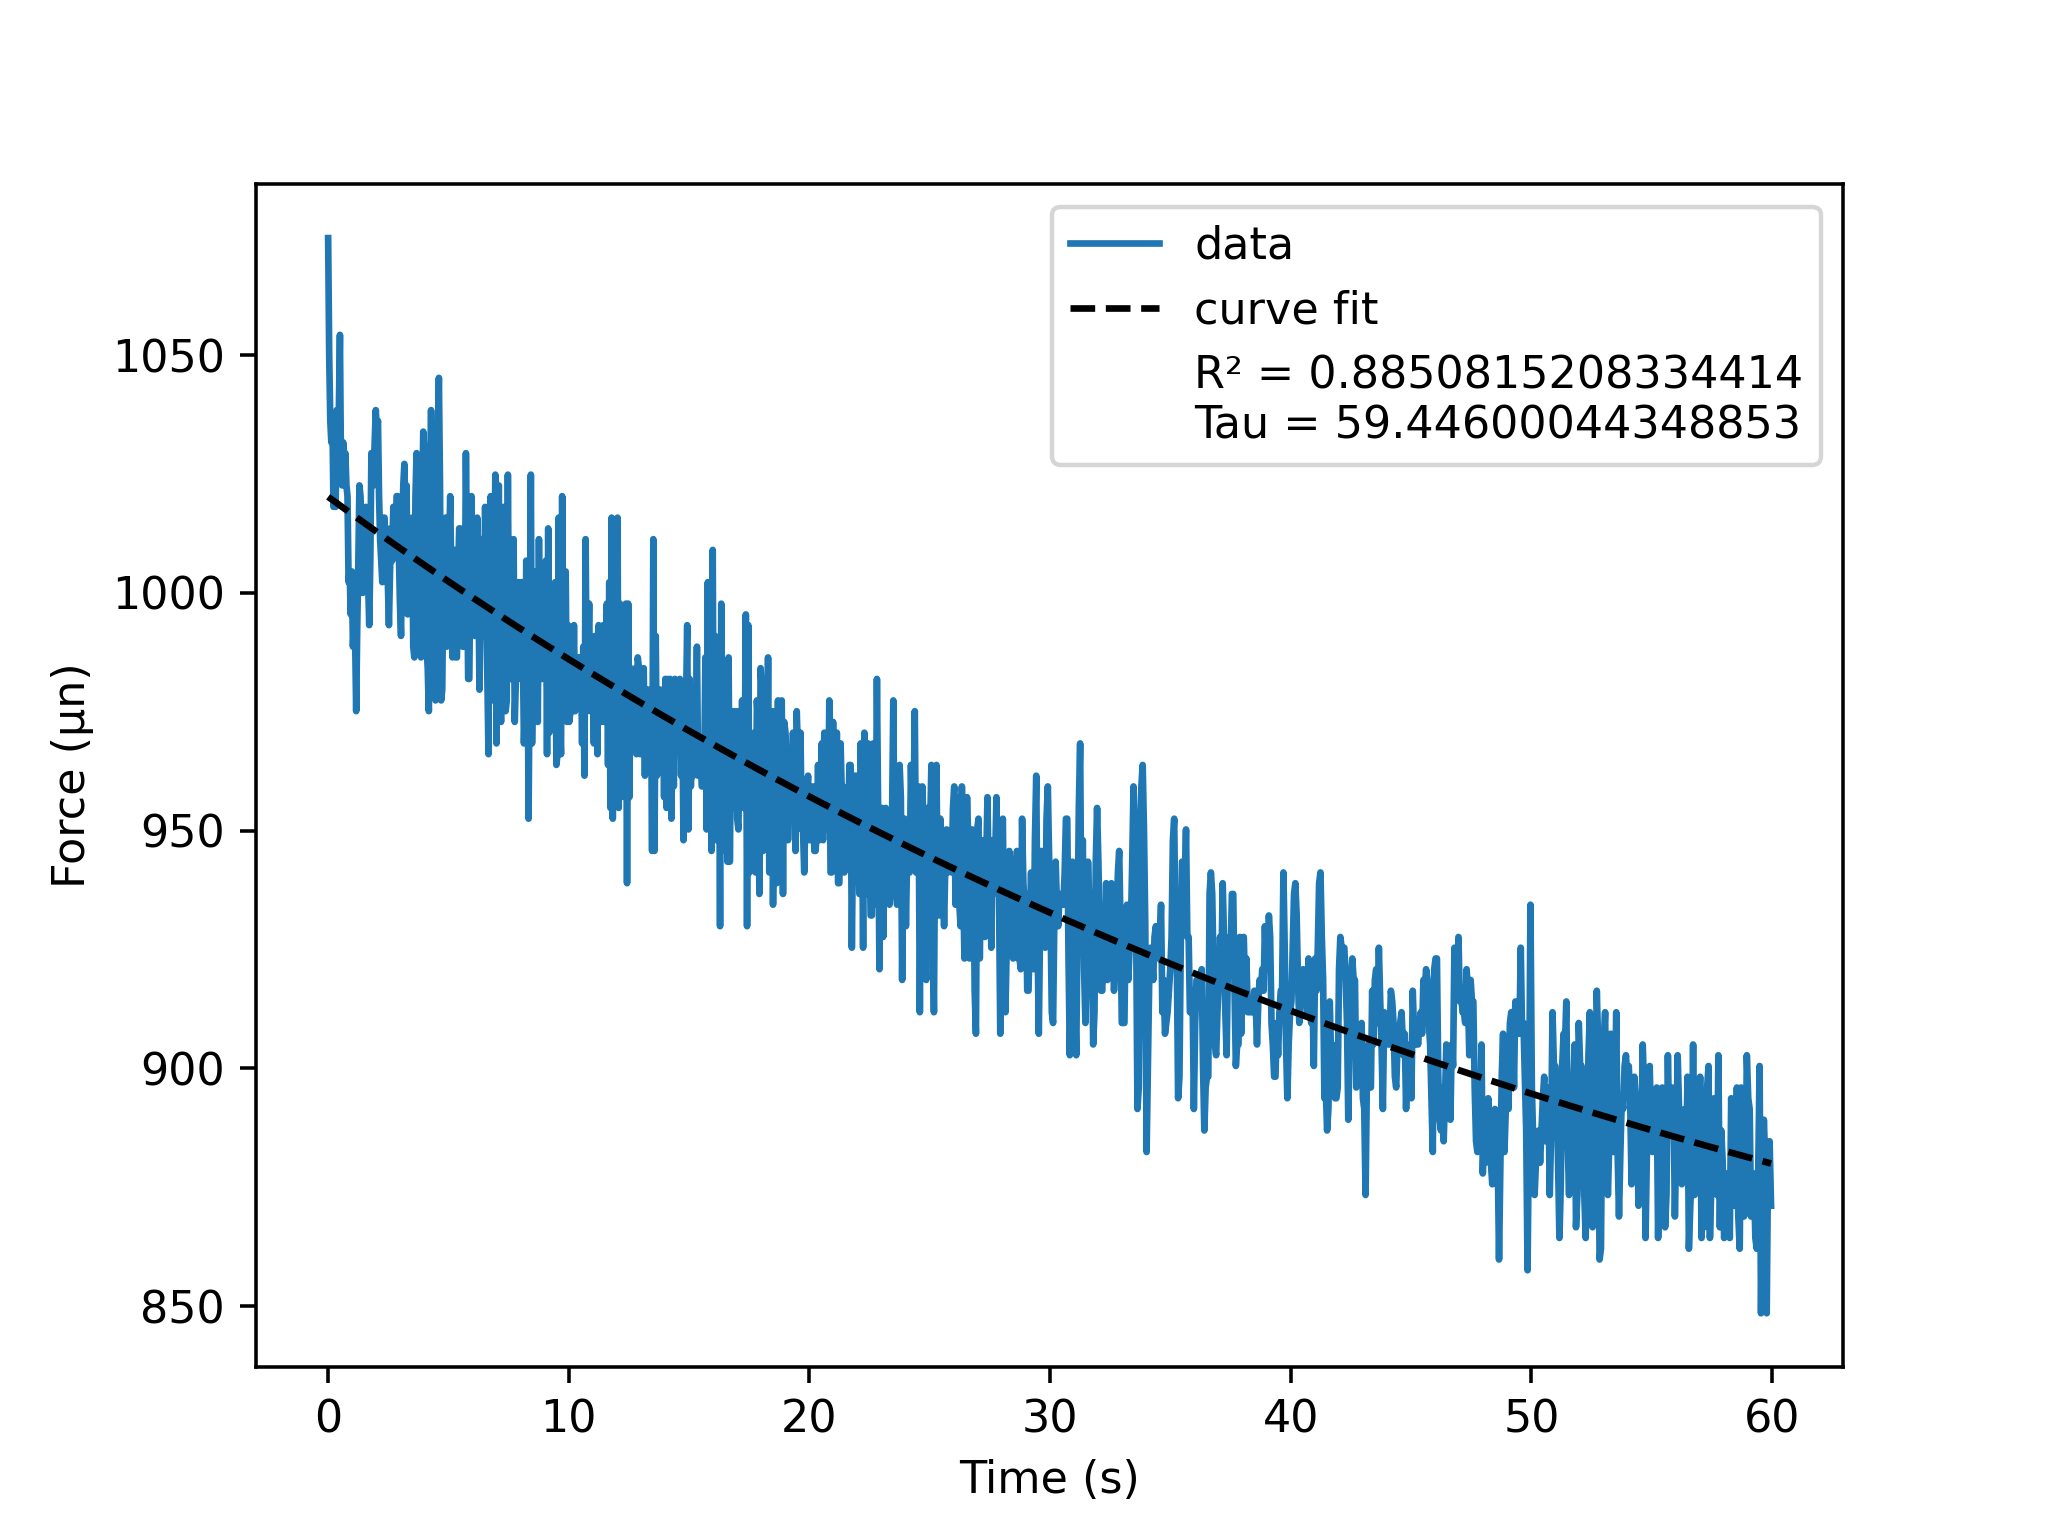 data
curve fit
R² = 0.8850815208334414
Tau = 59.44600044348853
1050
1000
950
900
850
Force (µn)
0 10 20 30 40 50 60
Time (s)